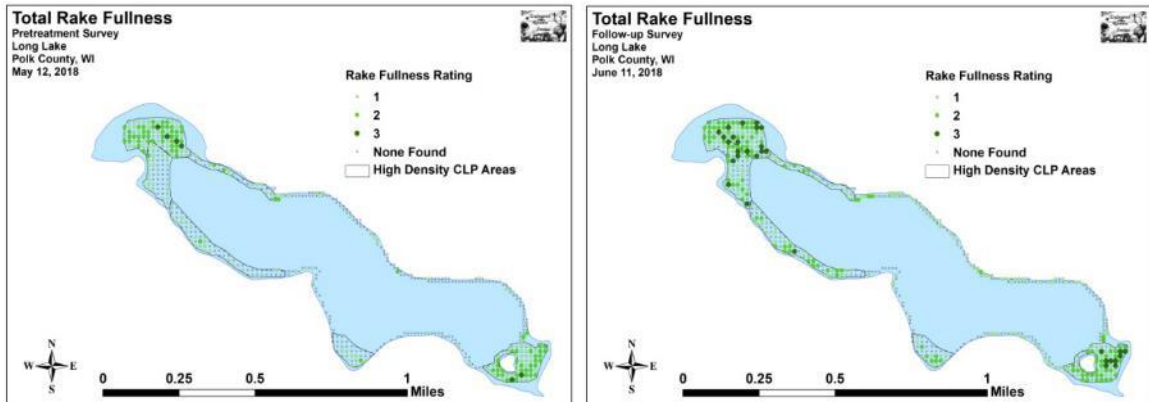 Total Rake Fullness
Pretreatment Survey
Long Lake
Polk County, WI
May 12, 2018
Rake Fullness Rating
1
2
3
None Found
High Density CLP Areas
N
W E
S
0 0.25 0.5 1
Miles
Total Rake Fullness
Follow-up Survey
Long Lake
Polk County, WI
June 11, 2018
Rake Fullness Rating
1
2
3
None Found
High Density CLP Areas
N
W E
S
0 0.25 0.5 1
Miles